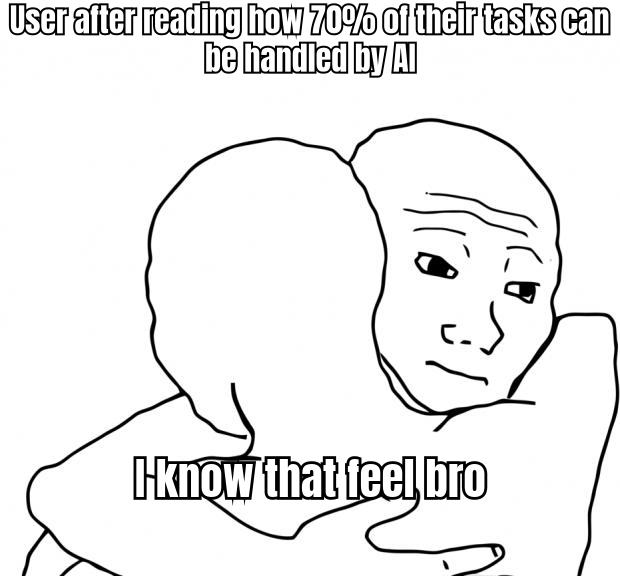 User after reading how 70% of their tasks can
be handled by AI
I know that feel bro